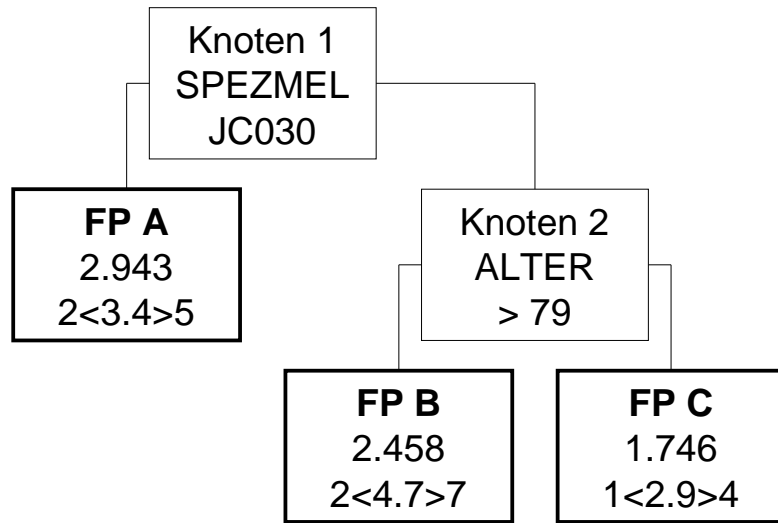 Knoten 1
SPEZMEL
JC030
FP A
2.943
2<3.4>5
Knoten 2
ALTER
> 79
FP B
2.458
2<4.7>7
FP C
1.746
1<2.9>4